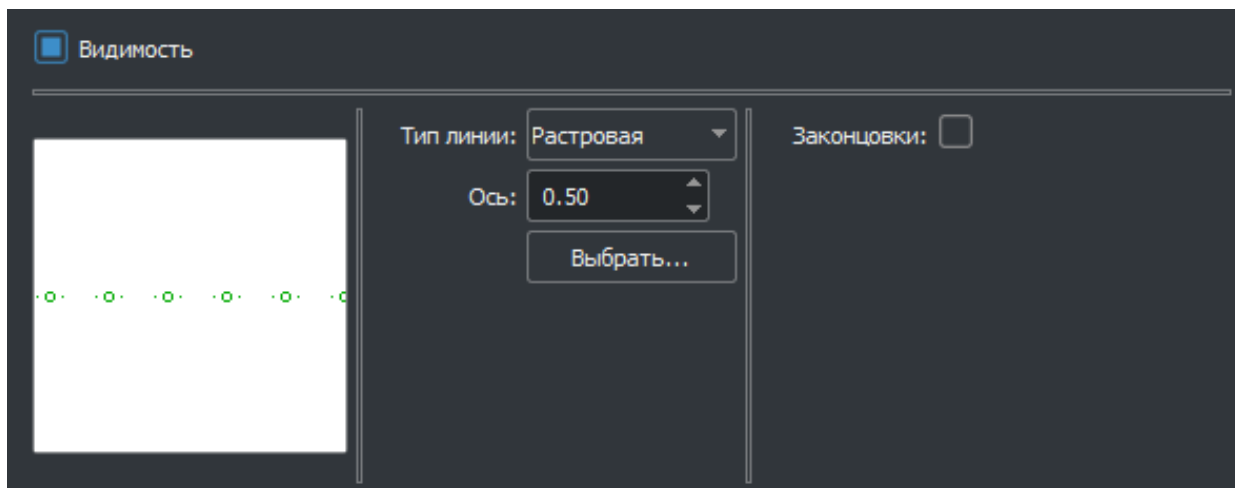 Видимость
Тип линии: Растровая
Ось: 0.50
Выбрать...
Законцовки: